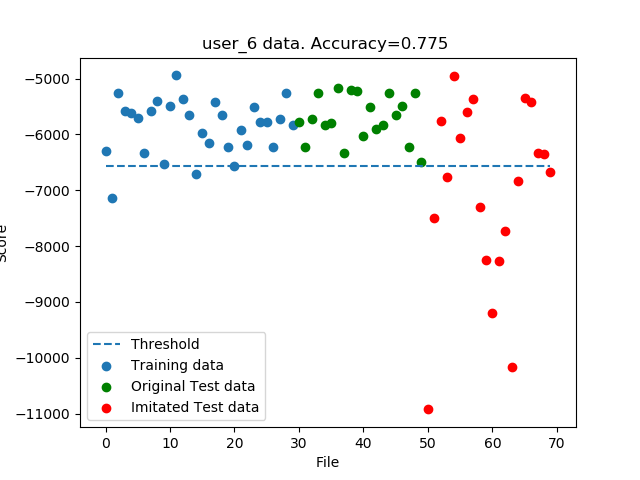 user_6 data. Accuracy=0.775
−5000
−6000
−7000
−8000
−9000
−10000
−11000
Score
Threshold
Training data
Original Test data
Imitated Test data
0 10 20 30 40 50 60 70
File